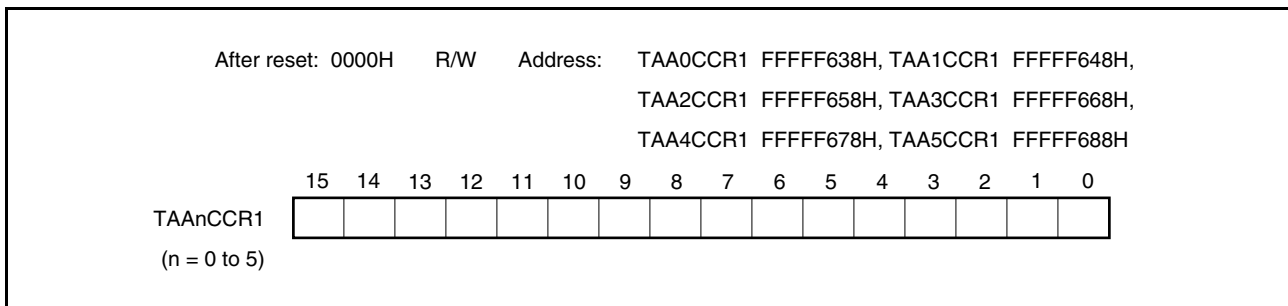 After reset: 0000H R/W Address: TAA0CCR1 FFFFF638H, TAA1CCR1 FFFFF648H,
TAA2CCR1 FFFFF658H, TAA3CCR1 FFFFF668H,
TAA4CCR1 FFFFF678H, TAA5CCR1 FFFFF688H
15 14 13 12 11 10 9 8 7 6 5 4 3 2 1 0
TAAnCCR1
(n = 0 to 5)